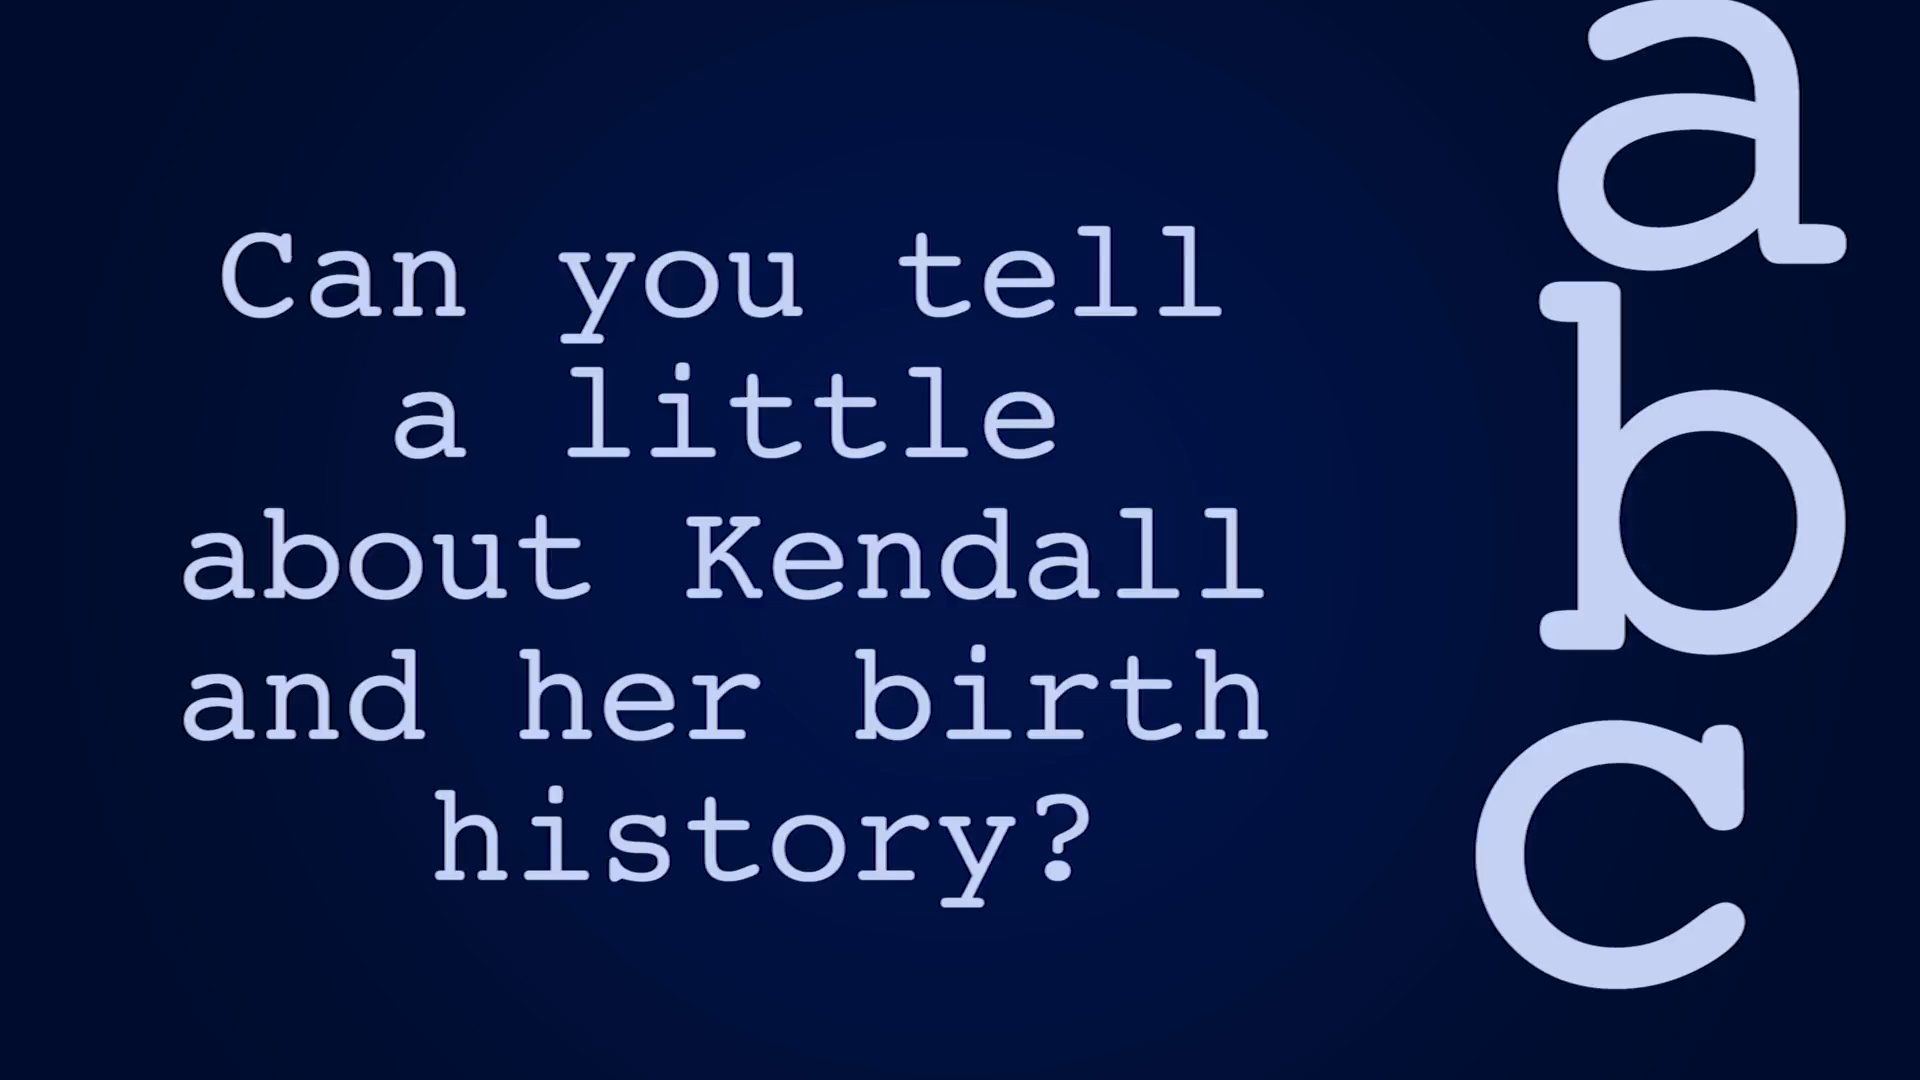 Can you tell
a little
about Kendall
and her birth
history?
a
b
c